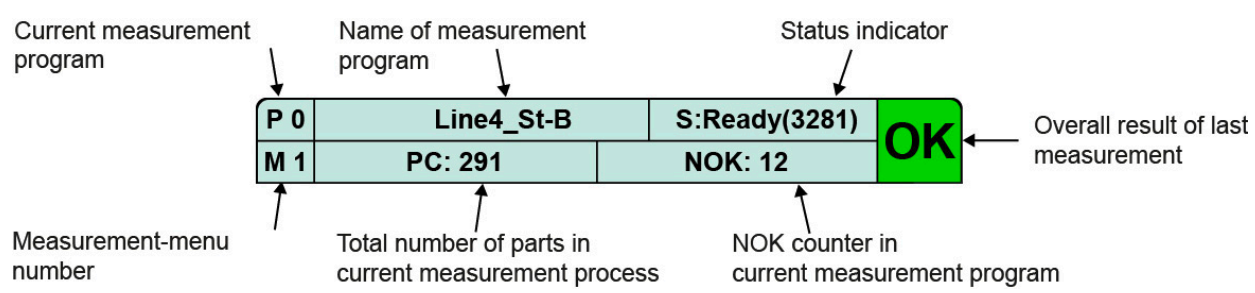 Current measurement
program
Name of measurement
program
Status indicator
P 0
Line4_St-B
S:Ready(3281)
OK
M 1
PC: 291
NOK: 12
Overall result of last
measurement
Measurement-menu
number
Total number of parts in
current measurement process
NOK counter in
current measurement program